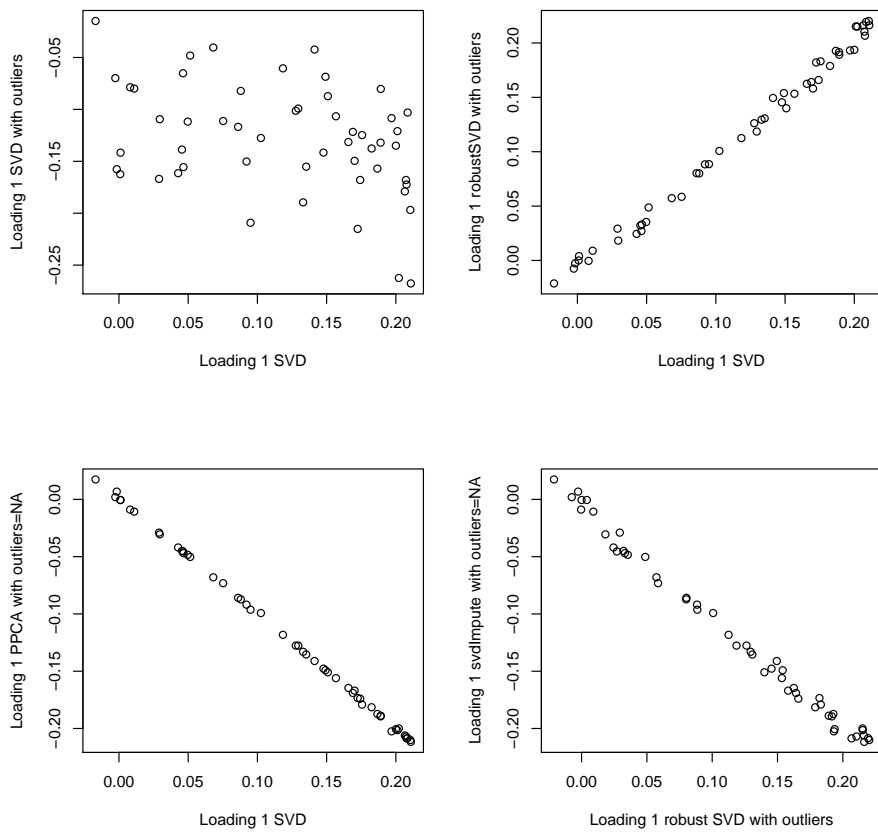 −0.05
−0.15
−0.25
Loading 1 SVD with outliers
0.00 0.05 0.10 0.15 0.20
Loading 1 SVD
0.20
0.15
0.10
0.05
0.00
Loading 1 robustSVD with outliers
0.00 0.05 0.10 0.15 0.20
Loading 1 SVD
0.00
−0.05
−0.10
−0.15
−0.20
Loading 1 PPCA with outliers=NA
0.00 0.05 0.10 0.15 0.20
Loading 1 SVD
0.00
−0.05
−0.10
−0.15
−0.20
Loading 1 svdImpute with outliers=NA
0.00 0.05 0.10 0.15 0.20
Loading 1 robust SVD with outliers